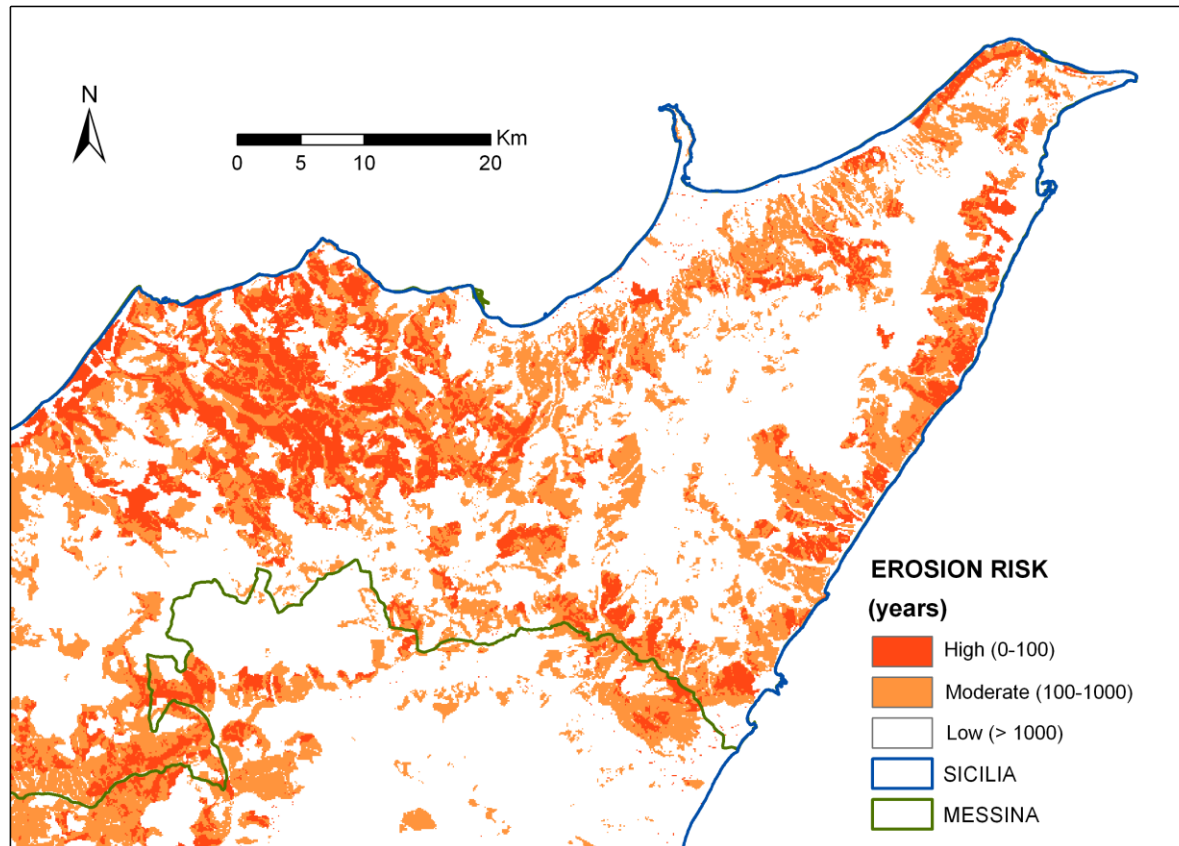 N
Km
0 5 10 20
EROSION RISK
(years)
High (0-100)
Moderate (100-1000)
Low (> 1000)
SICILIA
MESSINA